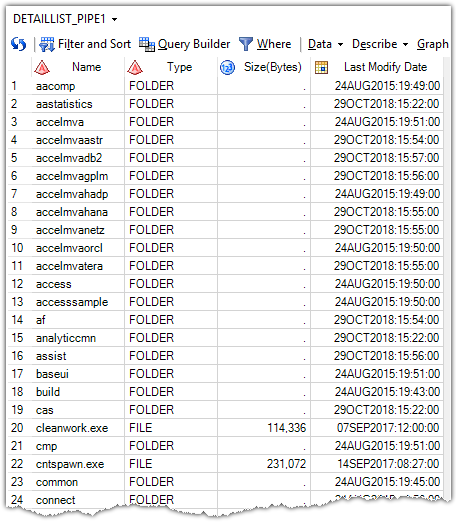 DETAILLIST_PIPE1
Filter and Sort Query Builder Where Data Describe Graph
Name Type Size(Bytes) Last Modify Date
1 aacomp FOLDER . 24AUG2015:19:49:00
2 aastatistics FOLDER . 29OCT2018:15:22:00
3 accelmva FOLDER . 24AUG2015:19:51:00
4 accelmvaastr FOLDER . 29OCT2018:15:54:00
5 accelmvadb2 FOLDER . 29OCT2018:15:57:00
6 accelmvagplm FOLDER . 29OCT2018:15:56:00
7 accelmvahadp FOLDER . 24AUG2015:19:49:00
8 accelmvahana FOLDER . 29OCT2018:15:55:00
9 accelmvanetz FOLDER . 29OCT2018:15:55:00
10 accelmvaorcl FOLDER . 24AUG2015:19:50:00
11 accelmvatera FOLDER . 29OCT2018:15:55:00
12 access FOLDER . 24AUG2015:19:50:00
13 accesssample FOLDER . 24AUG2015:19:50:00
14 af FOLDER . 29OCT2018:15:54:00
15 analyticcmn FOLDER . 29OCT2018:15:22:00
16 assist FOLDER . 29OCT2018:15:56:00
17 baseui FOLDER . 24AUG2015:19:51:00
18 build FOLDER . 24AUG2015:19:43:00
19 cas FOLDER . 29OCT2018:15:22:00
20 cleanwork.exe FILE 114,336 07SEP2017:12:00:00
21 cmp FOLDER . 24AUG2015:19:51:00
22 cntspawn.exe FILE 231,072 14SEP2017:08:27:00
23 common FOLDER . 24AUG2015:19:45:00
24 connect FOLDER